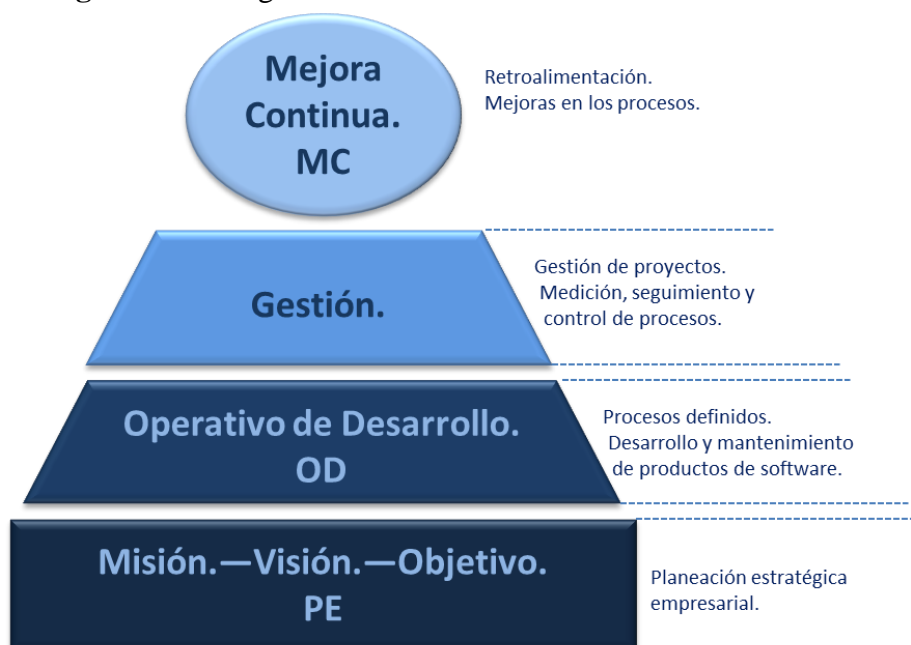 Mejora
Continua.
MC
Retroalimentación.
Mejoras en los procesos.
Gestión.
Gestión de proyectos.
Medición, seguimiento y
control de procesos.
Operativo de Desarrollo.
OD
Procesos definidos.
Desarrollo y mantenimiento
de productos de software.
Misión.—Visión.—Objetivo.
PE
Planeación estratégica
empresarial.